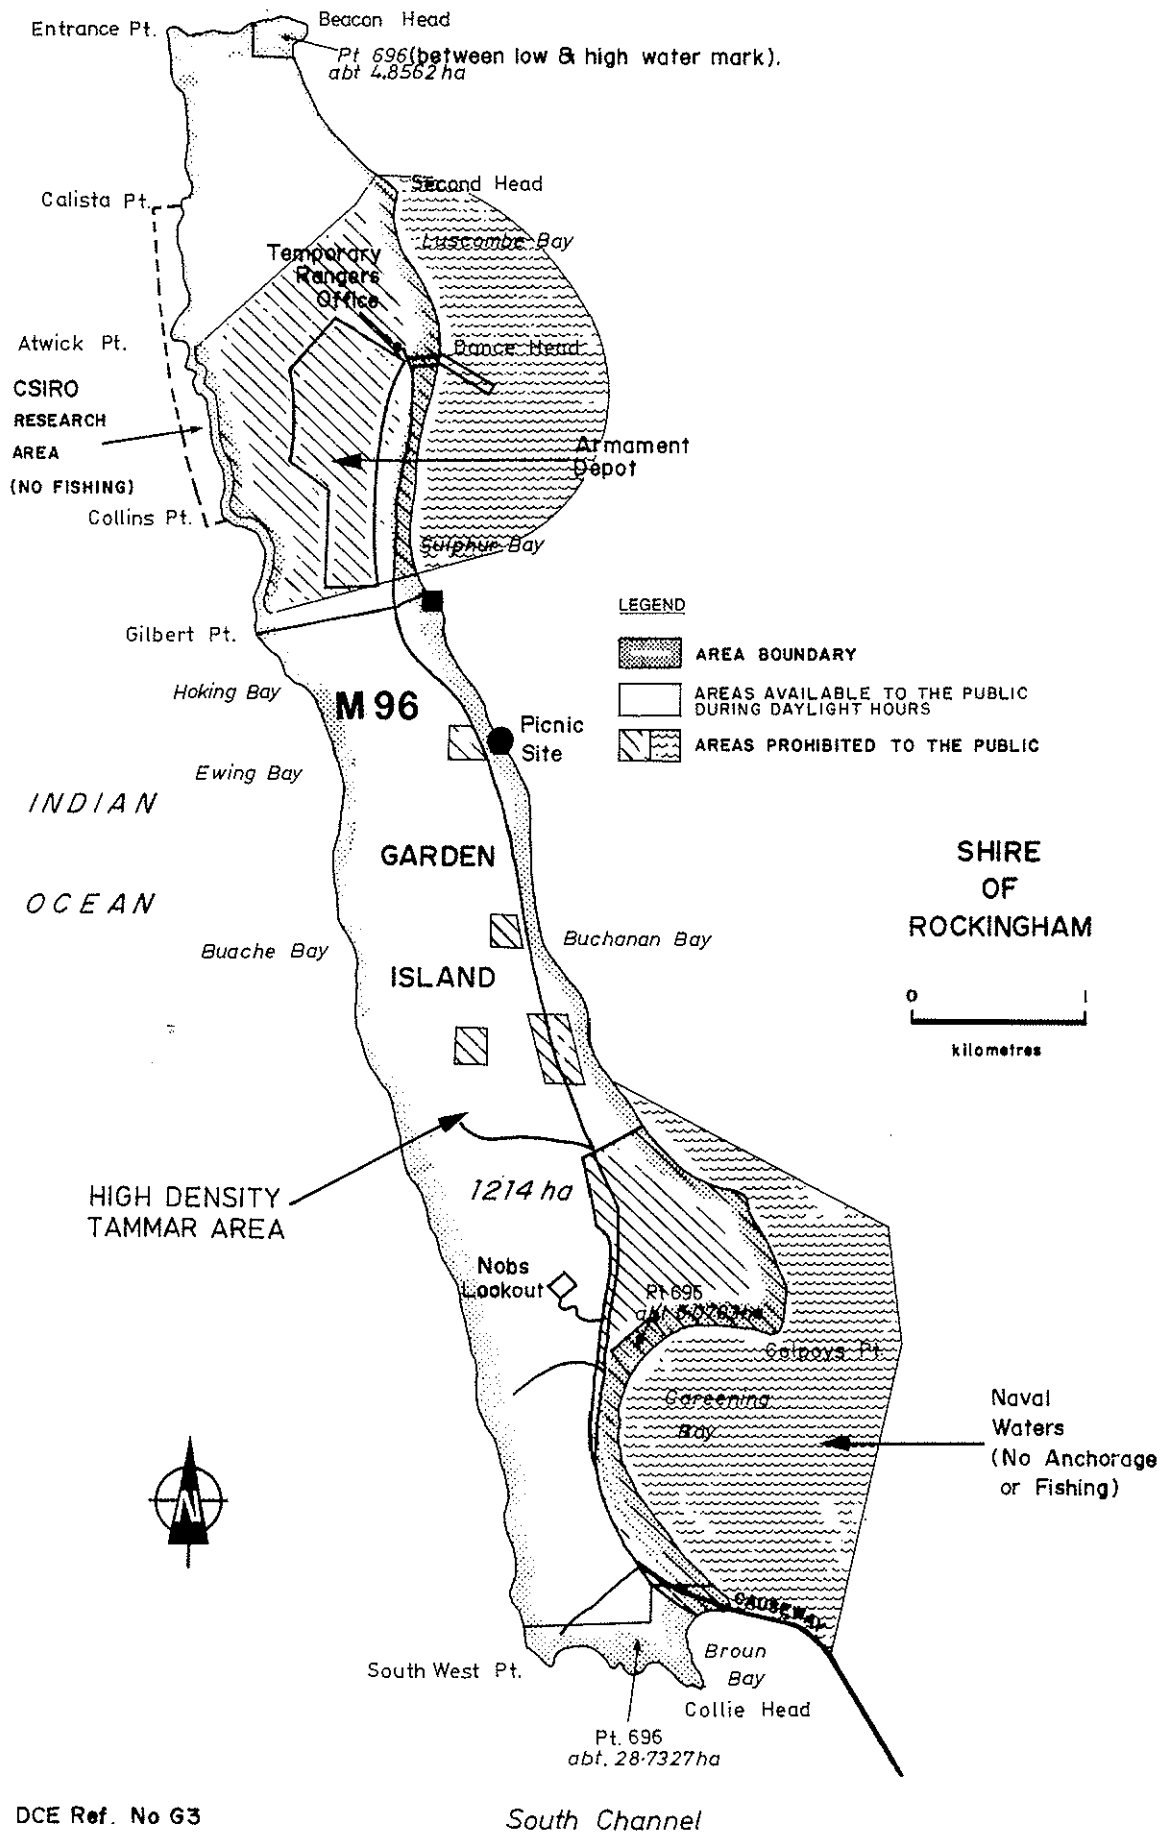 Entrance Pt.
Beacon Head
Pt 696(between low & high water mark).
abt 4.8562 ha
Second Head
Calista Pt.
Luscombe Bay
Temporary
Rangers
Office
Atwick Pt.
Dance Head
CSIRO
RESEARCH
AREA
(NO FISHING)
Armament
Depot
Collins Pt.
Sulphur Bay
LEGEND
Gilbert Pt.
AREA BOUNDARY
Hoking Bay
M 96
AREAS AVAILABLE TO THE PUBLIC
DURING DAYLIGHT HOURS
Picnic
Site
AREAS PROHIBITED TO THE PUBLIC
Ewing Bay
INDIAN
OCEAN
GARDEN
ISLAND
SHIRE
OF
ROCKINGHAM
Buache Bay
Buchanan Bay
0 1
kilometres
HIGH DENSITY
TAMMAR AREA
1214 ha
Nobs
Lookout
Pt 696
abt
Colpoys Pt.
Careening
Bay
Naval
Waters
(No Anchorage
or Fishing)
N
CAUSEWAY
South West Pt.
Broun
Bay
Collie Head
Pt. 696
abt. 28·7327ha
DCE Ref. No G3
South Channel